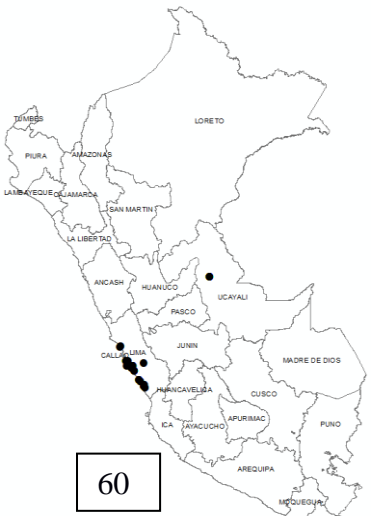 LORETO
TUMBES
PIURA
AMAZONAS
LAMBAYEQUE
CAJAMARCA
SAN MARTIN
LA LIBERTAD
ANCASH
HUANUCO
UCAYALI
PASCO
CALLAO
LIMA
JUNIN
MADRE DE DIOS
HUANCAVELICA
CUSCO
ICA
AYACUCHO
APURIMAC
PUNO
AREQUIPA
MOQUEGUA
60